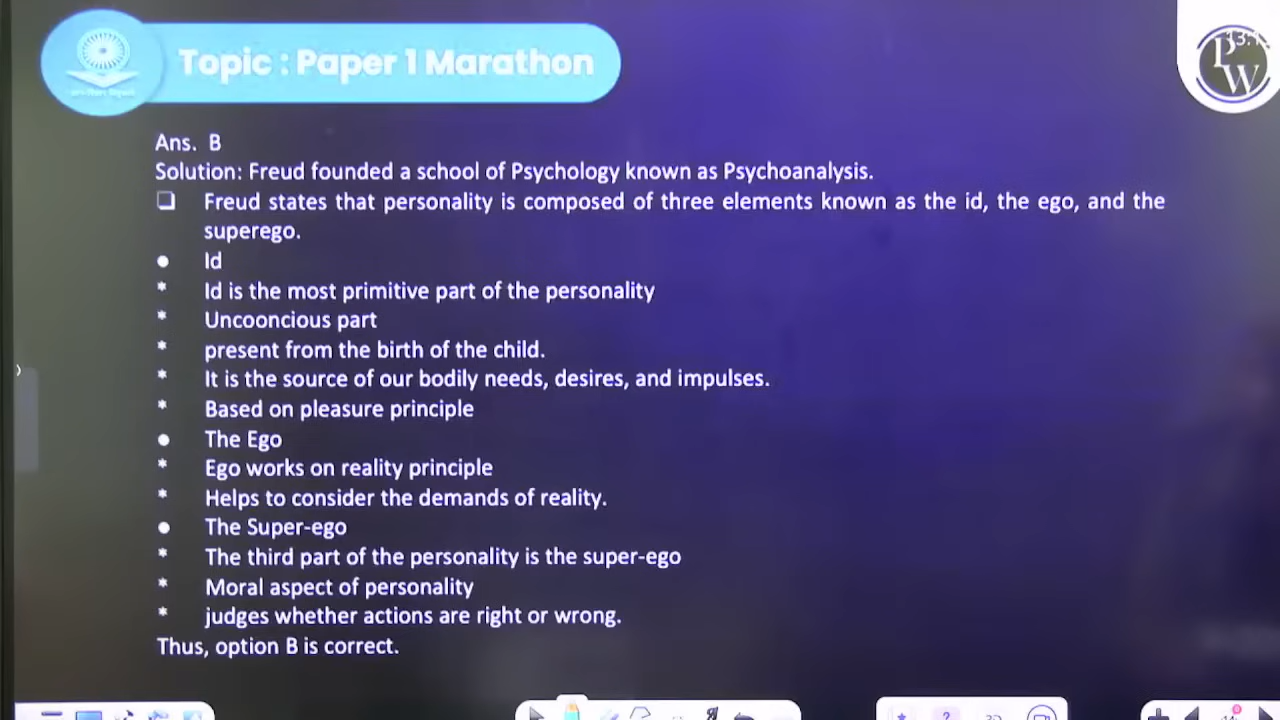 Topic : Paper 1 Marathon
PW
Ans. B
Solution: Freud founded a school of Psychology known as Psychoanalysis.
❑ Freud states that personality is composed of three elements known as the id, the ego, and the
superego.
● Id
* Id is the most primitive part of the personality
* Uncooncious part
* present from the birth of the child.
* It is the source of our bodily needs, desires, and impulses.
* Based on pleasure principle
● The Ego
* Ego works on reality principle
* Helps to consider the demands of reality.
● The Super-ego
* The third part of the personality is the super-ego
* Moral aspect of personality
* judges whether actions are right or wrong.
Thus, option B is correct.